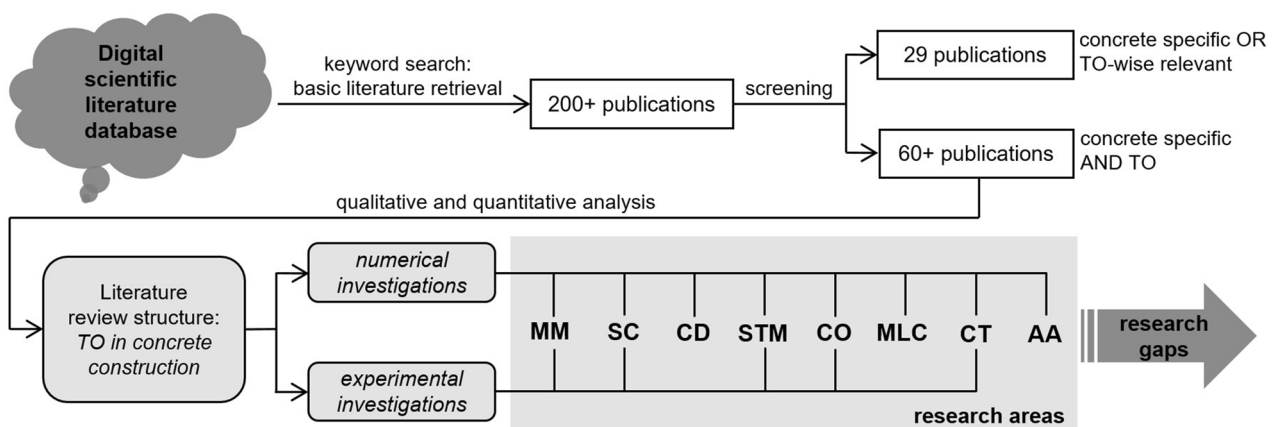 Digital
scientific
literature
database
keyword search:
basic literature retrieval
200+ publications
screening
29 publications
concrete specific OR
TO-wise relevant
60+ publications
concrete specific
AND TO
qualitative and quantitative analysis
Literature
review structure:
TO in concrete
construction
numerical
investigations
experimental
investigations
MM SC CD STM CO MLC CT AA
research areas
research
gaps